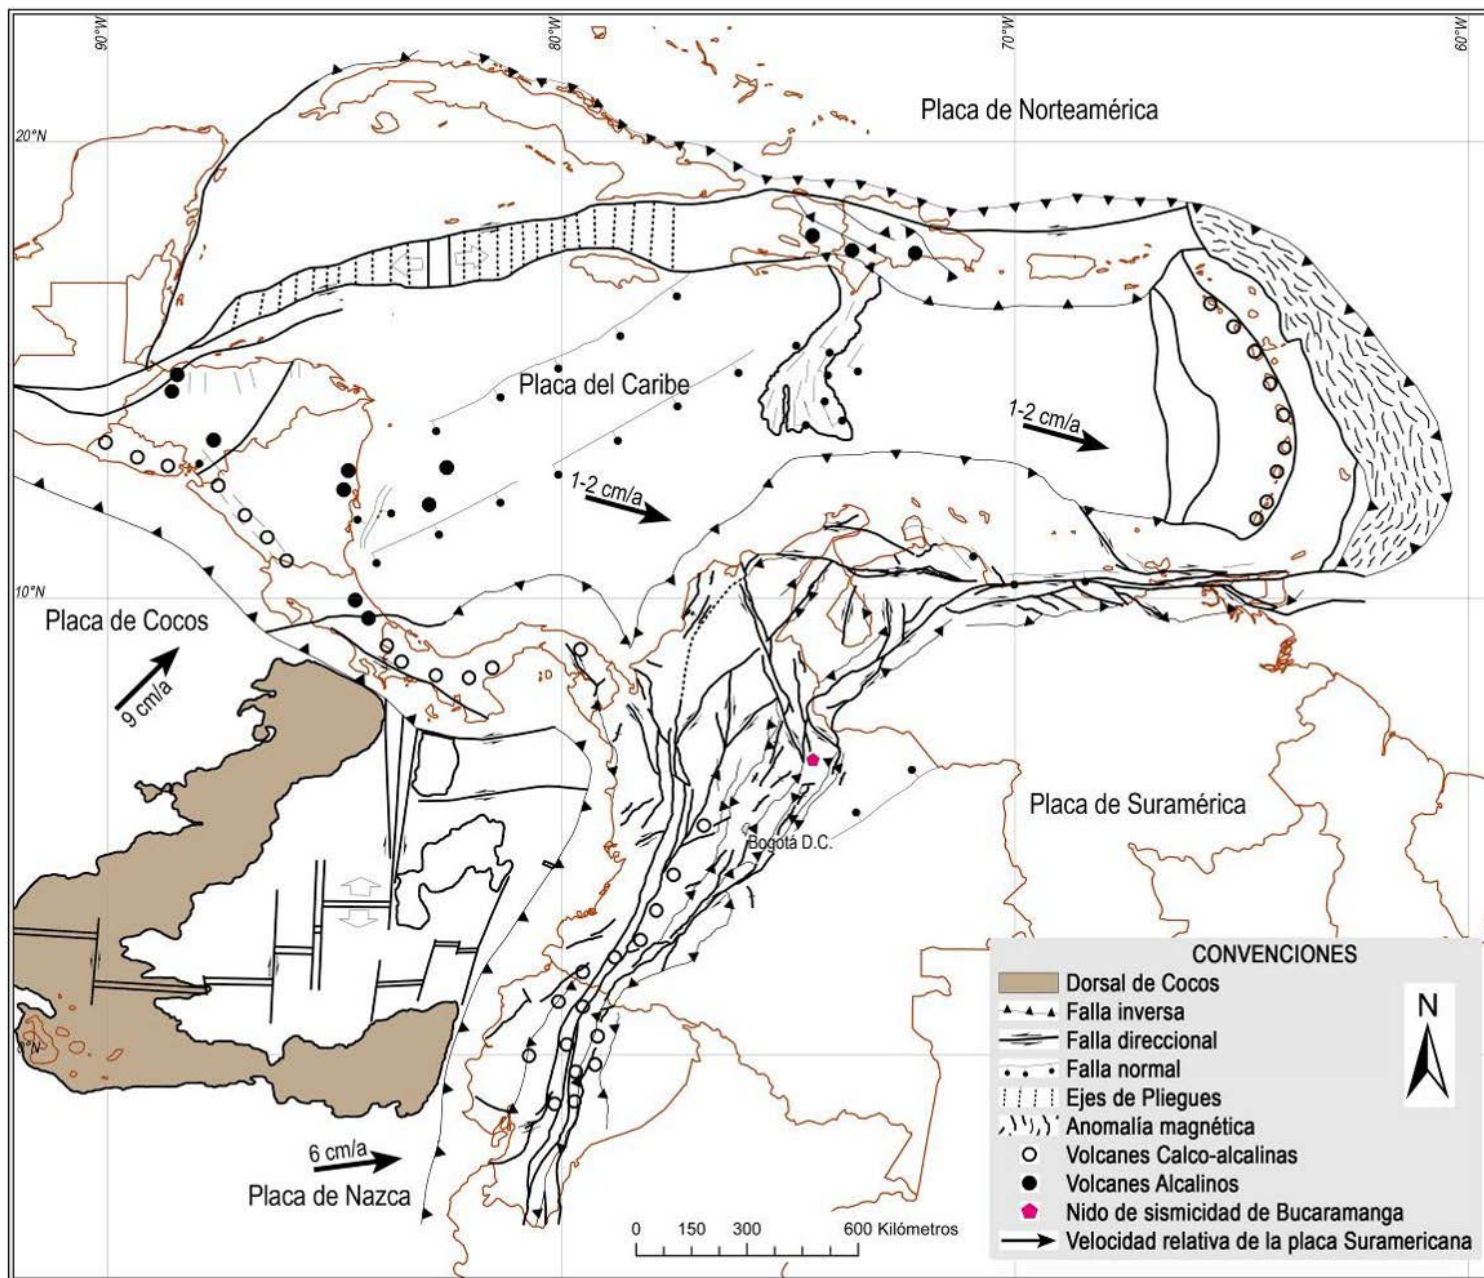 90°W
80°W
70°W
60°W
Placa de Norteamérica
20°N
Placa del Caribe
1-2 cm/a
1-2 cm/a
10°N
Placa de Cocos
9 cm/a
Placa de Suramérica
Bogotá D.C.
0°N
6 cm/a
Placa de Nazca
0 150 300 600 Kilómetros
CONVENCIONES
Dorsal de Cocos
Falla inversa
Falla direccional
Falla normal
Ejes de Pliegues
Anomalía magnética
Volcanes Calco-alcalinas
Volcanes Alcalinos
Nido de sismicidad de Bucaramanga
Velocidad relativa de la placa Suramericana
N